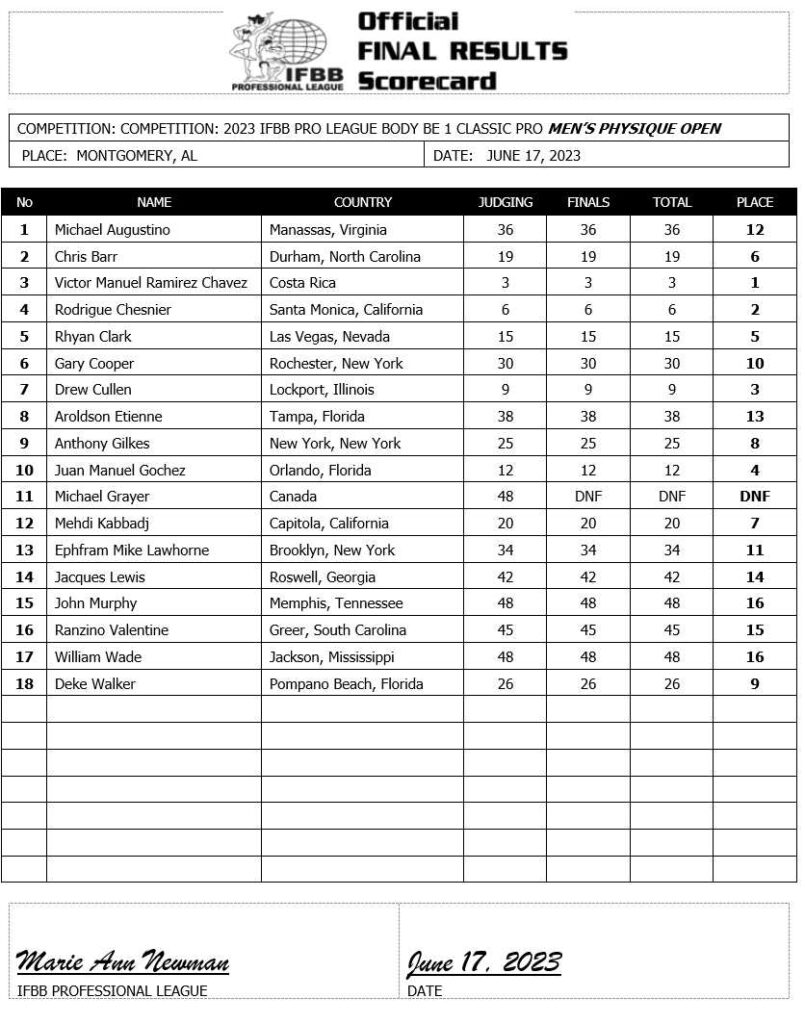 Official
FINAL RESULTS
Scorecard
IFBB
PROFESSIONAL LEAGUE
COMPETITION: COMPETITION: 2023 IFBB PRO LEAGUE BODY BE 1 CLASSIC PRO MEN'S PHYSIQUE OPEN
PLACE: MONTGOMERY, AL DATE: JUNE 17, 2023
No NAME COUNTRY JUDGING FINALS TOTAL PLACE
1 Michael Augustino Manassas, Virginia 36 36 36 12
2 Chris Barr Durham, North Carolina 19 19 19 6
3 Victor Manuel Ramirez Chavez Costa Rica 3 3 3 1
4 Rodrigue Chesnier Santa Monica, California 6 6 6 2
5 Rhyan Clark Las Vegas, Nevada 15 15 15 5
6 Gary Cooper Rochester, New York 30 30 30 10
7 Drew Cullen Lockport, Illinois 9 9 9 3
8 Aroldson Etienne Tampa, Florida 38 38 38 13
9 Anthony Gilkes New York, New York 25 25 25 8
10 Juan Manuel Gochez Orlando, Florida 12 12 12 4
11 Michael Grayer Canada 48 DNF DNF DNF
12 Mehdi Kabbadj Capitola, California 20 20 20 7
13 Ephfram Mike Lawhorne Brooklyn, New York 34 34 34 11
14 Jacques Lewis Roswell, Georgia 42 42 42 14
15 John Murphy Memphis, Tennessee 48 48 48 16
16 Ranzino Valentine Greer, South Carolina 45 45 45 15
17 William Wade Jackson, Mississippi 48 48 48 16
18 Deke Walker Pompano Beach, Florida 26 26 26 9
Marie Ann Newman June 17, 2023
IFBB PROFESSIONAL LEAGUE DATE